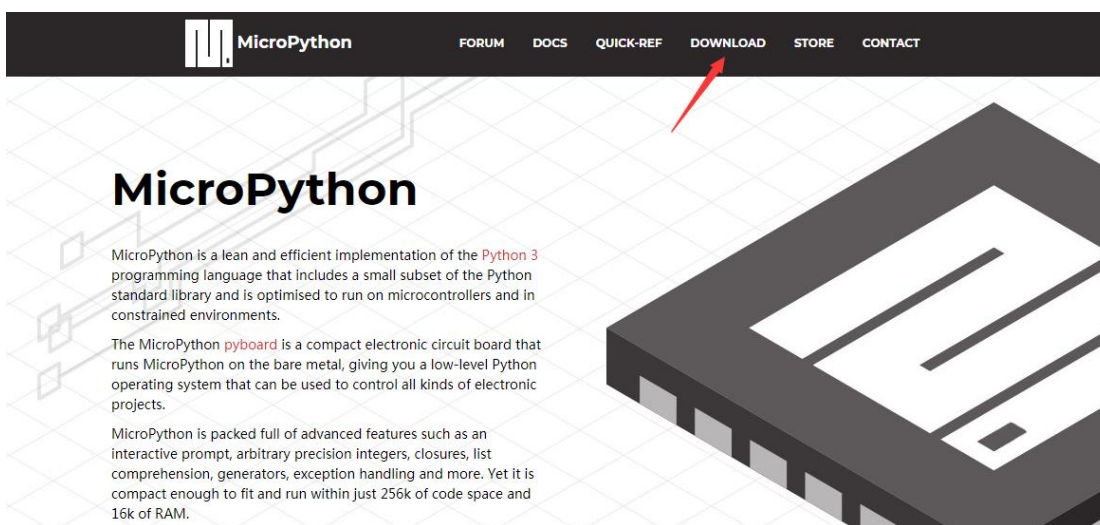 MicroPython FORUM DOCS QUICK-REF DOWNLOAD STORE CONTACT
MicroPython
MicroPython is a lean and efficient implementation of the Python 3
programming language that includes a small subset of the Python
standard library and is optimised to run on microcontrollers and in
constrained environments.
The MicroPython pyboard is a compact electronic circuit board that
runs MicroPython on the bare metal, giving you a low-level Python
operating system that can be used to control all kinds of electronic
projects.
MicroPython is packed full of advanced features such as an
interactive prompt, arbitrary precision integers, closures, list
comprehension, generators, exception handling and more. Yet it is
compact enough to fit and run within just 256k of code space and
16k of RAM.